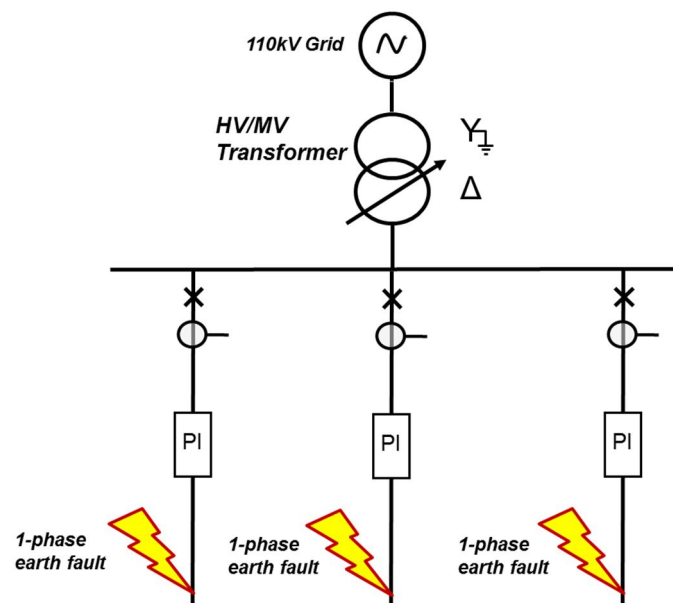 110kV Grid
HV/MV
Transformer
Y
Δ
PI
PI
PI
1-phase
earth fault
1-phase
earth fault
1-phase
earth fault